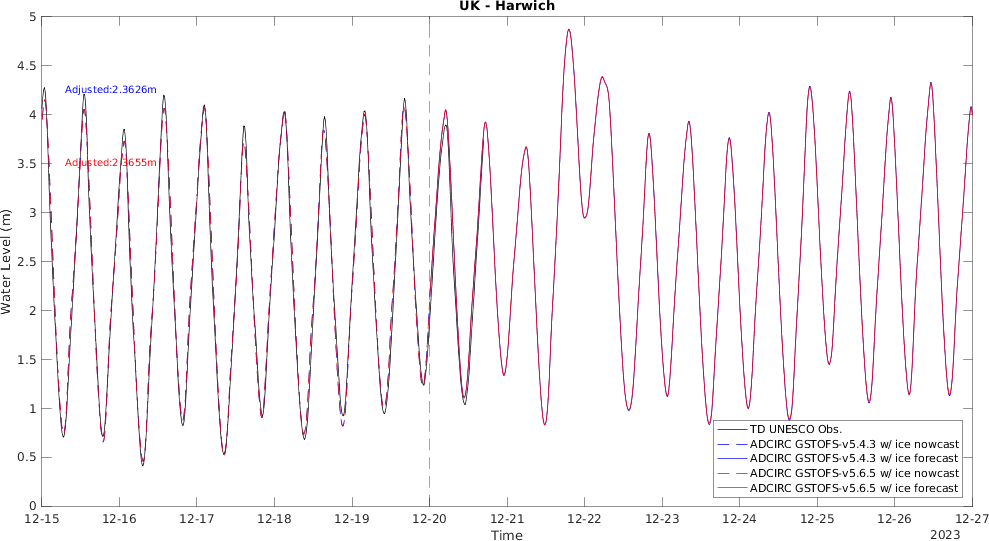 UK - Harwich
Water Level (m)
5
4.5
4
3.5
3
2.5
2
1.5
1
0.5
0
Adjusted:2.3626m
Adjusted:2.3655m
TD UNESCO Obs.
ADCIRC GSTOFS-v5.4.3 w/ ice nowcast
ADCIRC GSTOFS-v5.4.3 w/ ice forecast
ADCIRC GSTOFS-v5.6.5 w/ ice nowcast
ADCIRC GSTOFS-v5.6.5 w/ ice forecast
12-15 12-16 12-17 12-18 12-19 12-20 12-21 12-22 12-23 12-24 12-25 12-26 12-27
Time
2023